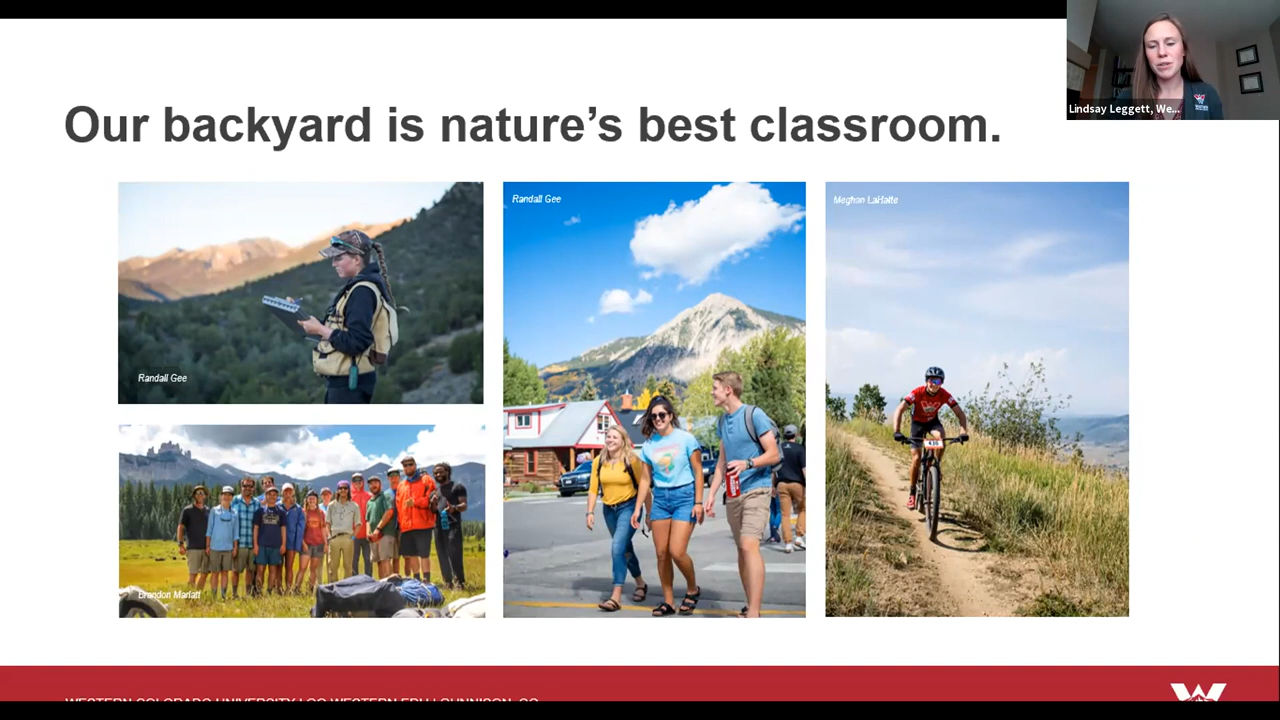 Our backyard is nature's best classroom.
Lindsay Leggett, We...
Randall Gee
Randall Gee
Meghan LaHatte
Brandon Marlatt
436
WESTERN COLORADO UNIVERSITY | GO.WESTERN.EDU | GUNNISON, CO
W